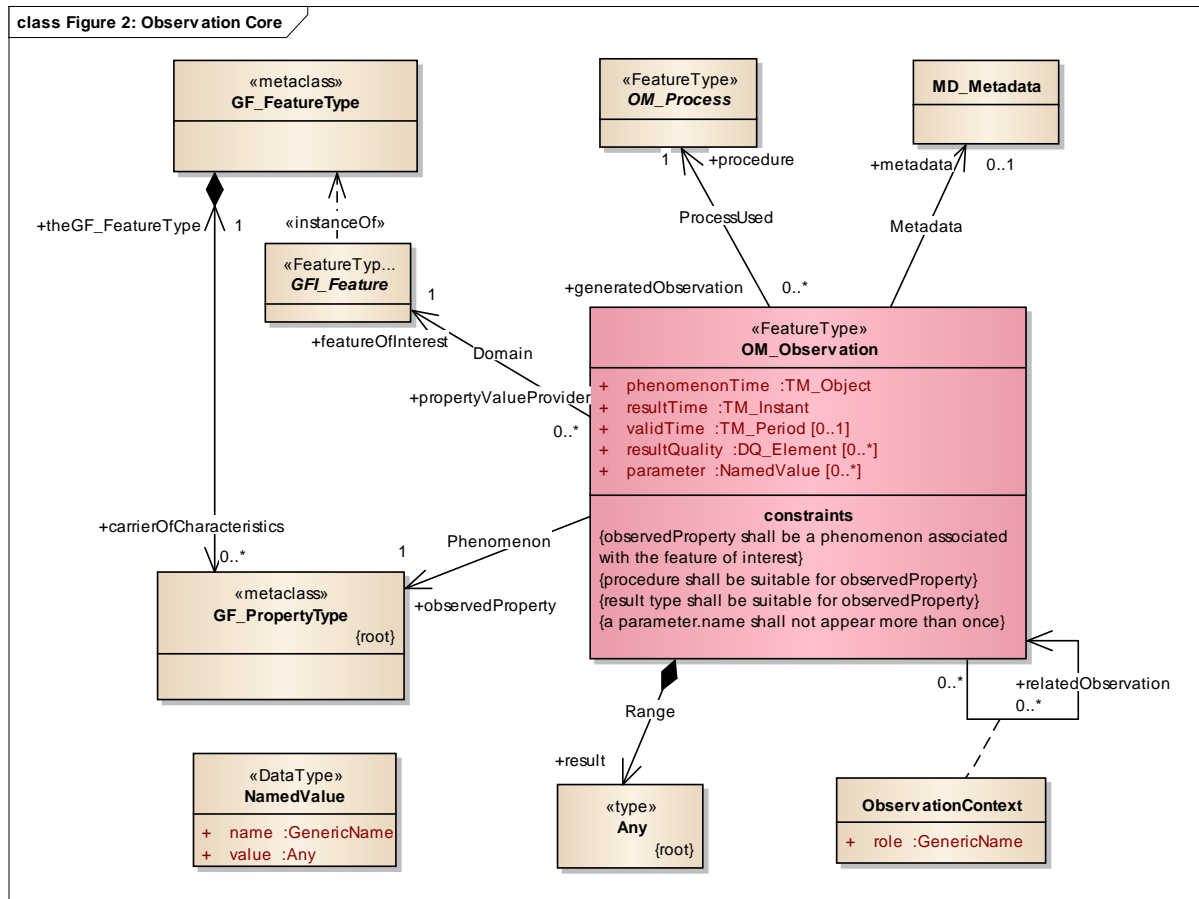 class Figure 2: Observation Core
«metaclass»
GF_FeatureType
«FeatureType»
OM_Process
MD_Metadata
1
+procedure
+metadata
0..1
+theGF_FeatureType
1
«instanceOf»
ProcessUsed
Metadata
«FeatureTyp...
GFI_Feature
1
+generatedObservation
0..*
+featureOfInterest
Domain
+propertyValueProvider
0..*
«FeatureType»
OM_Observation
+ phenomenonTime :TM_Object
+ resultTime :TM_Instant
+ validTime :TM_Period [0..1]
+ resultQuality :DQ_Element [0..*]
+ parameter :NamedValue [0..*]
constraints
{observedProperty shall be a phenomenon associated
with the feature of interest}
{procedure shall be suitable for observedProperty}
{result type shall be suitable for observedProperty}
{a parameter.name shall not appear more than once}
+carrierOfCharacteristics
0..*
Phenomenon
1
+observedProperty
«metaclass»
GF_PropertyType
{root}
0..*
+relatedObservation
0..*
Range
+result
«DataType»
NamedValue
+ name :GenericName
+ value :Any
«type»
Any
{root}
ObservationContext
+ role :GenericName